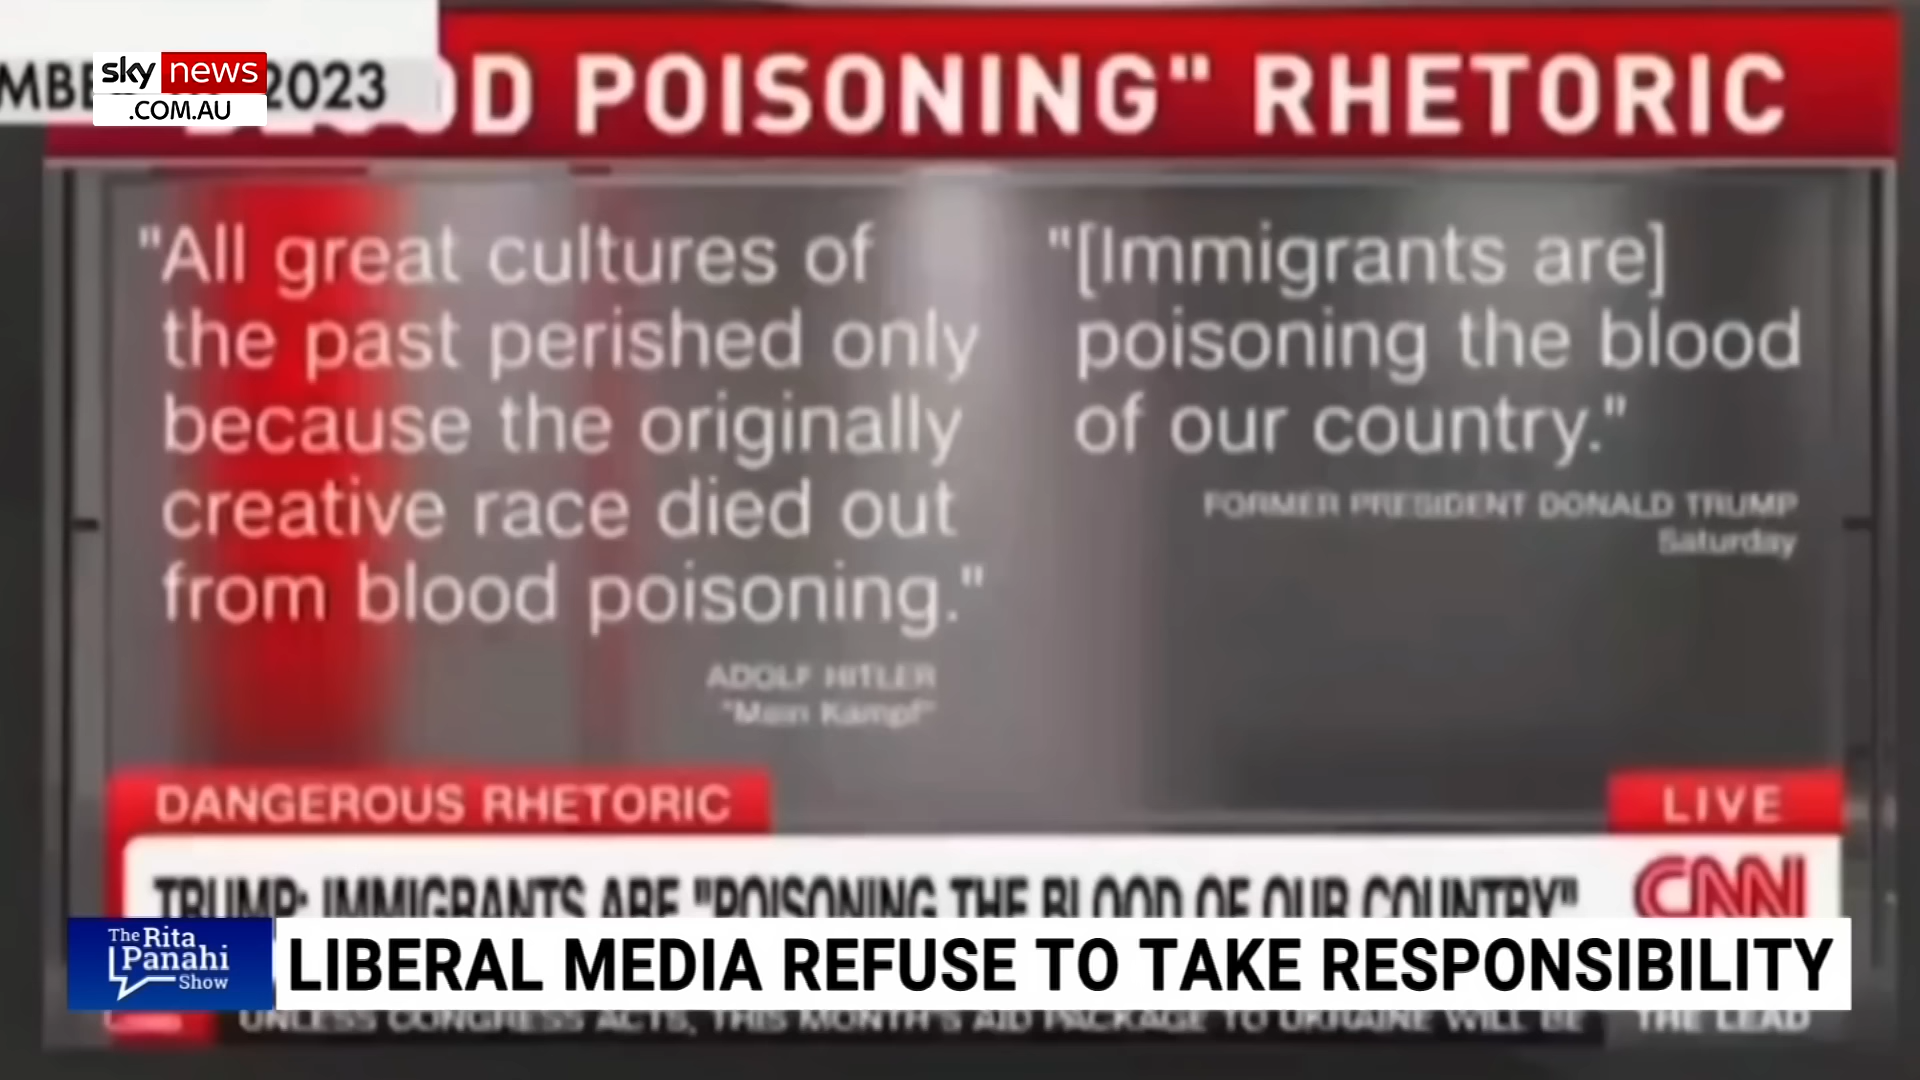 MBE 2023
sky news
.COM.AU
OD POISONING" RHETORIC
"All great cultures of
the past perished only
because the originally
creative race died out
from blood poisoning."
ADOLF HITLER
"Mein Kampf"
"[Immigrants are]
poisoning the blood
of our country."
FORMER PRESIDENT DONALD TRUMP
Saturday
DANGEROUS RHETORIC
LIVE
TRUMP: IMMIGRANTS ARE "POISONING THE BLOOD OF OUR COUNTRY"
CNN
The Rita
Panahi
Show
LIBERAL MEDIA REFUSE TO TAKE RESPONSIBILITY
UNLESS CONGRESS ACTS, THIS MONTH'S AID PACKAGE TO UKRAINE WILL BE
THE LEAD